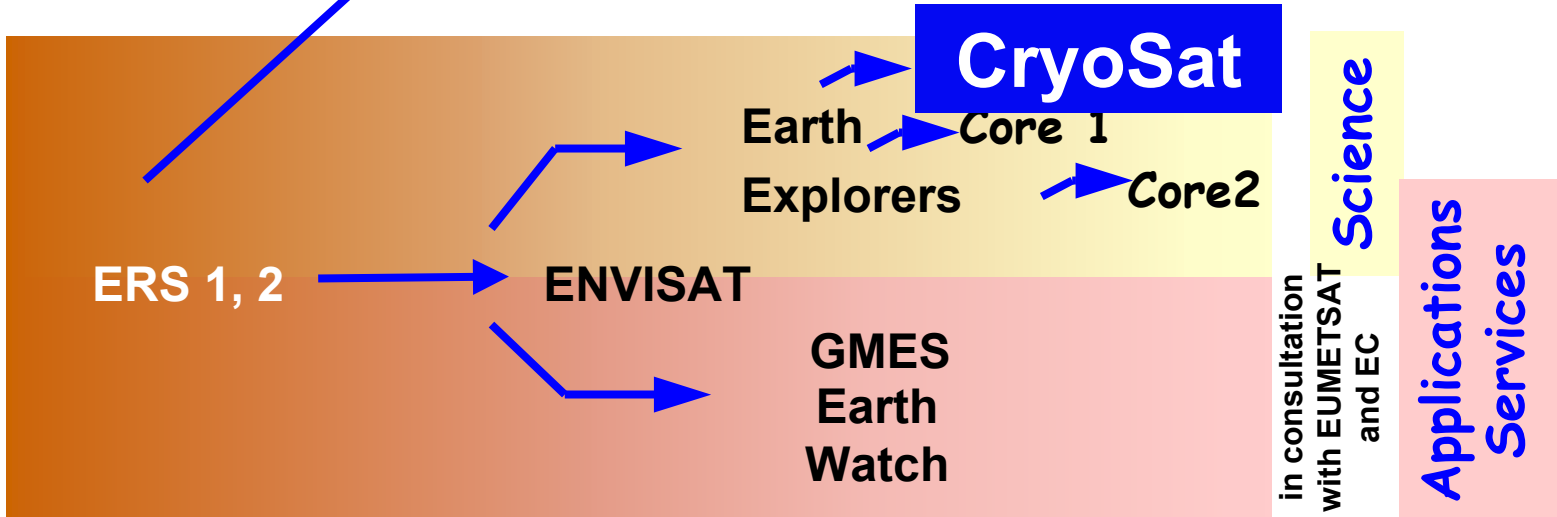 CryoSat
Earth
Core 1
Explorers
Core2
ERS 1, 2
ENVISAT
GMES
Earth
Watch
in consultation
with EUMETSAT
and EC
Science
Applications
Services